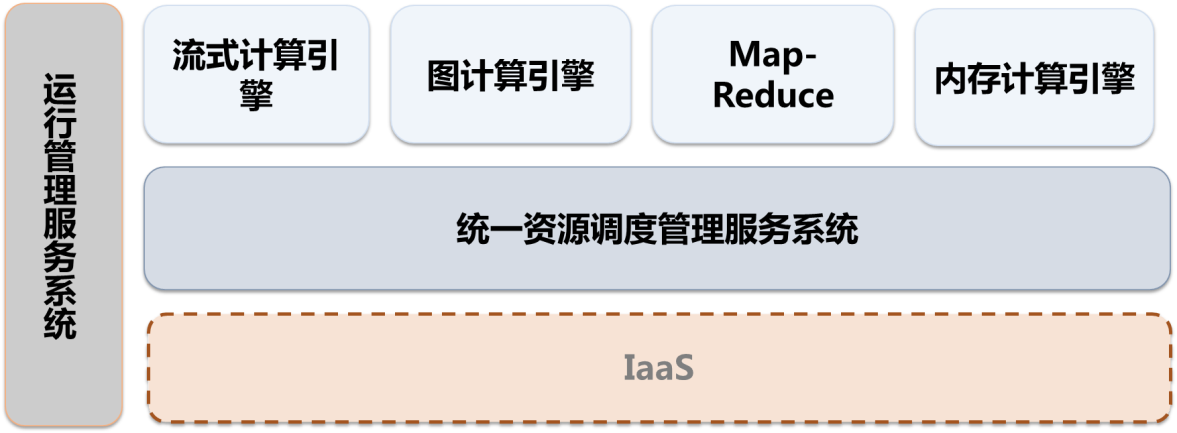 运行管理服务系统
流式计算引
擎
图计算引擎
Map-
Reduce
内存计算引擎
统一资源调度管理服务系统
IaaS